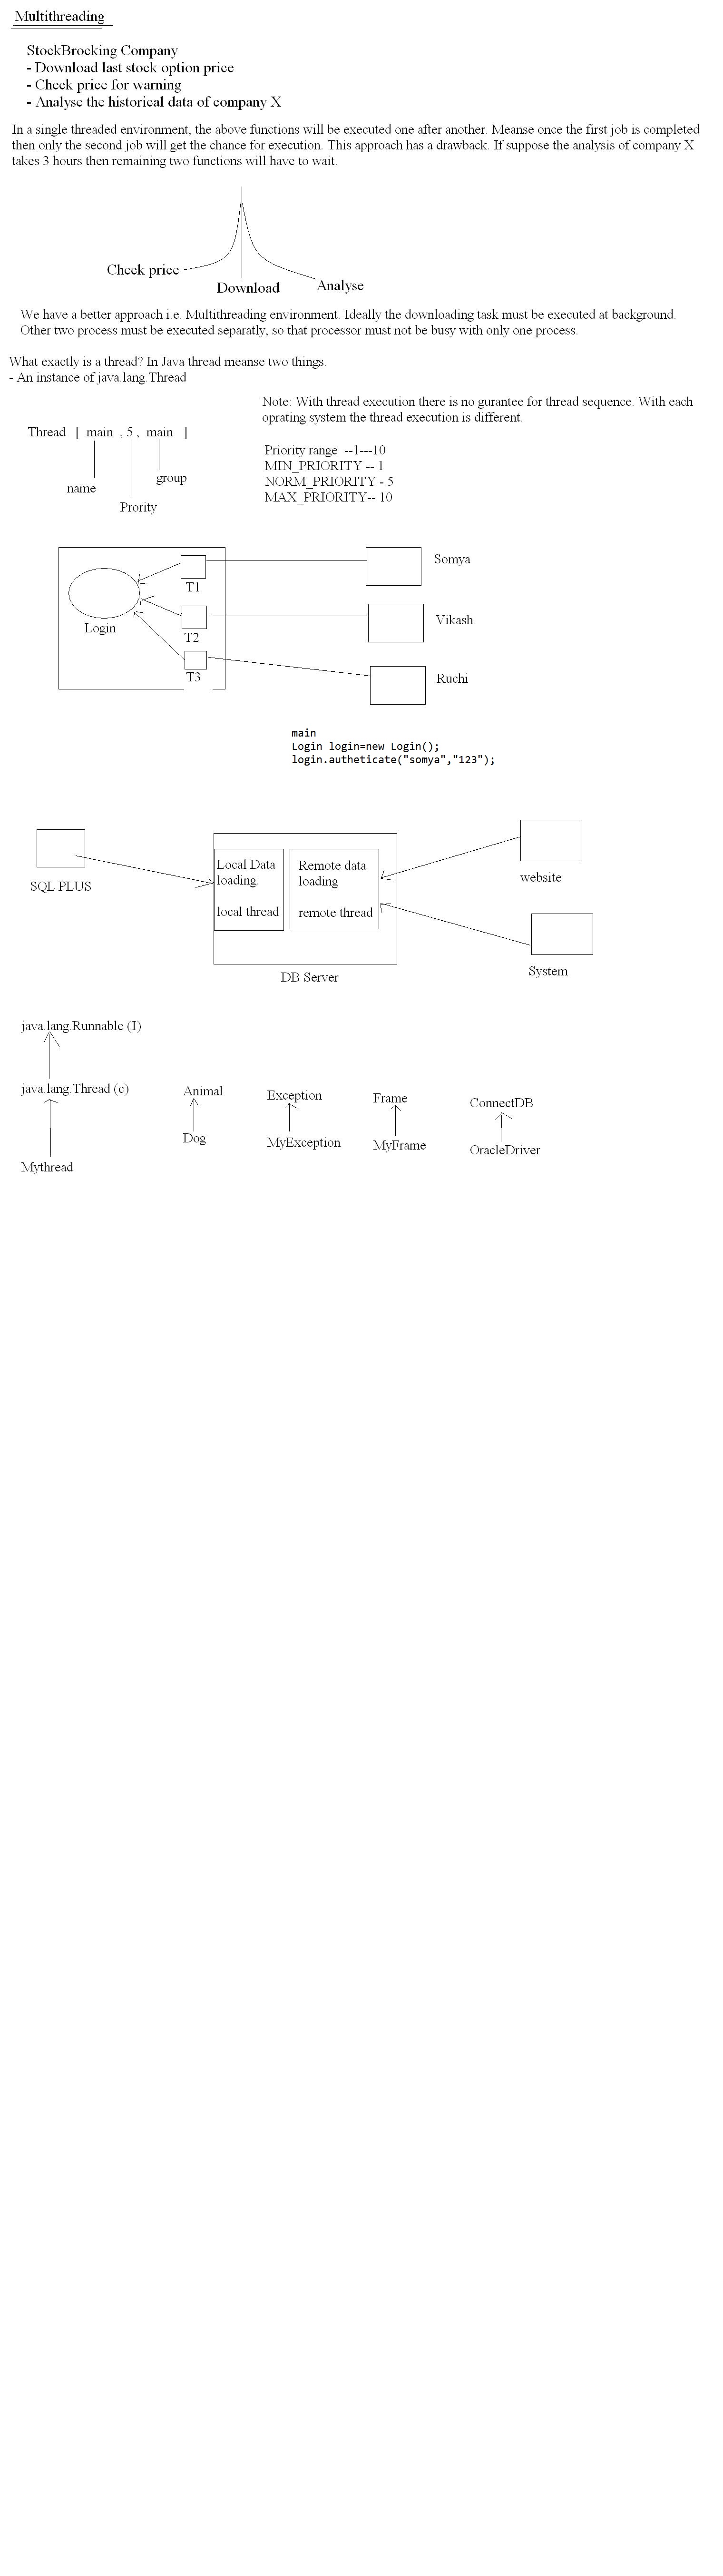 Multithreading
StockBrocking Company
- Download last stock option price
- Check price for warning
- Analyse the historical data of company X
In a single threaded environment, the above functions will be executed one after another. Meanse once the first job is completed
then only the second job will get the chance for execution. This approach has a drawback. If suppose the analysis of company X
takes 3 hours then remaining two functions will have to wait.
Check price
Download
Analyse
We have a better approach i.e. Multithreading environment. Ideally the downloading task must be executed at background.
Other two process must be executed separatly, so that processor must not be busy with only one process.
What exactly is a thread? In Java thread meanse two things.
- An instance of java.lang.Thread
Note: With thread execution there is no gurantee for thread sequence. With each
oprating system the thread execution is different.
Thread [ main , 5 , main ]
name
Prority
group
Priority range --1---10
MIN_PRIORITY -- 1
NORM_PRIORITY - 5
MAX_PRIORITY-- 10
Login
T1
T2
T3
Somya
Vikash
Ruchi
main
Login login=new Login();
login.autheticate("somya","123");
SQL PLUS
Local Data
loading.
local thread
Remote data
loading
remote thread
DB Server
website
System
java.lang.Runnable (I)
java.lang.Thread (c)
Mythread
Animal
Dog
Exception
MyException
Frame
MyFrame
ConnectDB
OracleDriver